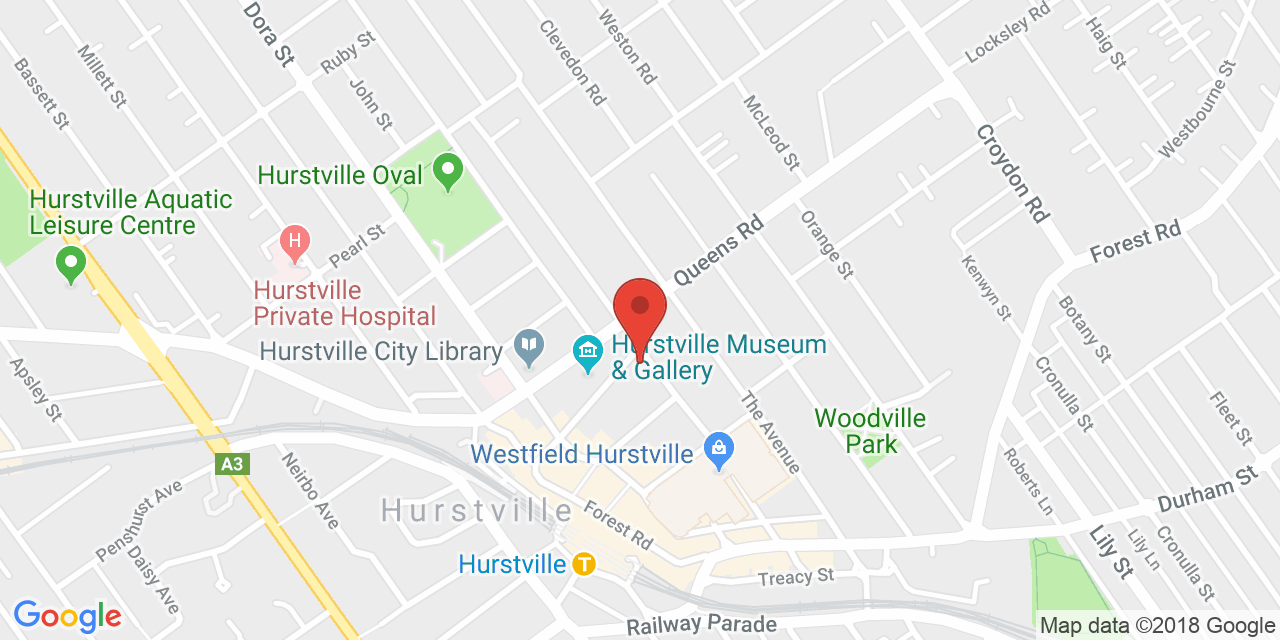 Dora St
Ruby St
Millett St
Bassett St
John St
Clevedon Rd
Weston Rd
McLeod St
Locksley Rd
Haig St
Westbourne St
Croydon Rd
Hurstville Oval
Hurstville Aquatic
Leisure Centre
H
Pearl St
Hurstville
Private Hospital
Queens Rd
Orange St
Forest Rd
Kenwyn St
Botany St
Hurstville City Library
Hurstville Museum
& Gallery
Apsley St
Cronulla St
Fleet St
The Avenue
Woodville
Park
Westfield Hurstville
A3
Neirbo Ave
Penshurst Ave
Daisy Ave
Hurstville
Forest Rd
Roberts Ln
Durham St
Lily St
Lily Ln
Cronulla St
Hurstville
T
Treacy St
Railway Parade
Google
Map data ©2018 Google